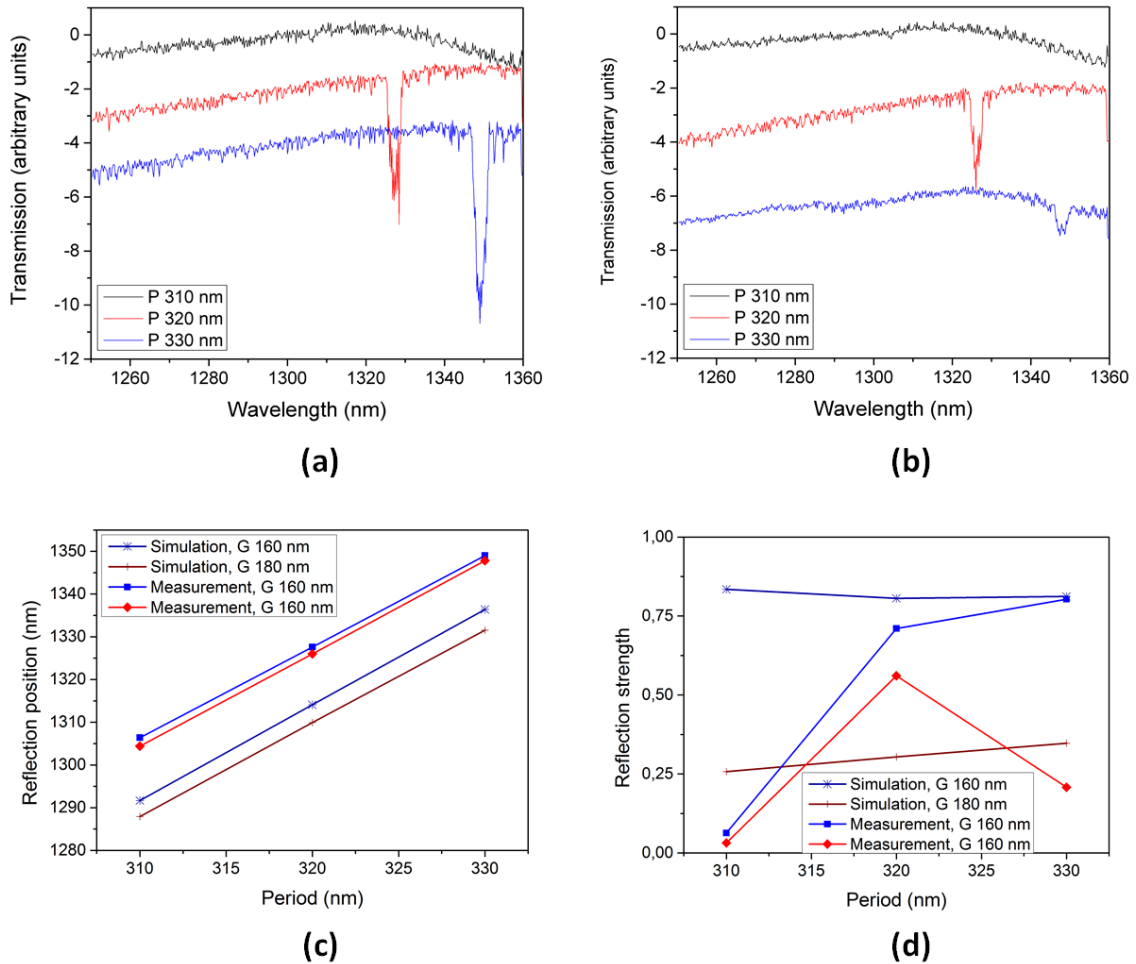 0
-2
-4
-6
-8
-10
-12
Transmission (arbitrary units)
P 310 nm
P 320 nm
P 330 nm
1260 1280 1300 1320 1340 1360
Wavelength (nm)
(a)
0
-2
-4
-6
-8
-10
-12
Transmission (arbitrary units)
P 310 nm
P 320 nm
P 330 nm
1260 1280 1300 1320 1340 1360
Wavelength (nm)
(b)
1350
1340
1330
1320
1310
1300
1290
1280
Reflection position (nm)
Simulation, G 160 nm
Simulation, G 180 nm
Measurement, G 160 nm
Measurement, G 160 nm
310 315 320 325 330
Period (nm)
(c)
1,00
0,75
0,50
0,25
0,00
Reflection strength
Simulation, G 160 nm
Simulation, G 180 nm
Measurement, G 160 nm
Measurement, G 160 nm
310 315 320 325 330
Period (nm)
(d)